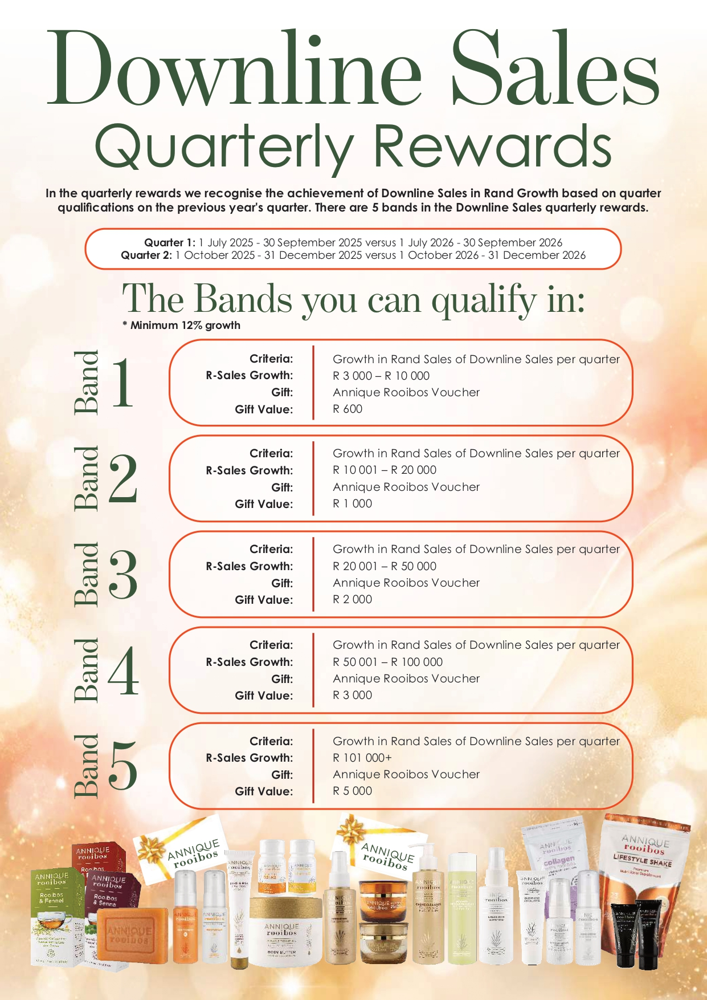 Downline Sales
Quarterly Rewards
In the quarterly rewards we recognise the achievement of Downline Sales in Rand Growth based on quarter
qualifications on the previous year's quarter. There are 5 bands in the Downline Sales quarterly rewards.
Quarter 1: 1 July 2025 - 30 September 2025 versus 1 July 2026 - 30 September 2026
Quarter 2: 1 October 2025 - 31 December 2025 versus 1 October 2026 - 31 December 2026
The Bands you can qualify in:
* Minimum 12% growth
Band 1
Criteria: Growth in Rand Sales of Downline Sales per quarter
R-Sales Growth: R 3 000 – R 10 000
Gift: Annique Rooibos Voucher
Gift Value: R 600
Band 2
Criteria: Growth in Rand Sales of Downline Sales per quarter
R-Sales Growth: R 10 001 – R 20 000
Gift: Annique Rooibos Voucher
Gift Value: R 1 000
Band 3
Criteria: Growth in Rand Sales of Downline Sales per quarter
R-Sales Growth: R 20 001 – R 50 000
Gift: Annique Rooibos Voucher
Gift Value: R 2 000
Band 4
Criteria: Growth in Rand Sales of Downline Sales per quarter
R-Sales Growth: R 50 001 – R 100 000
Gift: Annique Rooibos Voucher
Gift Value: R 3 000
Band 5
Criteria: Growth in Rand Sales of Downline Sales per quarter
R-Sales Growth: R 101 000+
Gift: Annique Rooibos Voucher
Gift Value: R 5 000
ANNIQUE
rooibos
Rooibos
ANNIQUE
rooibos
Rooibos
& Fennel
ANNIQUE
rooibos
Rooibos
& Senna
ANNIQUE
rooibos
ANNIQUE
rooibos
ANNIQUE
rooibos
BODY BUTTER
ANNIQUE
rooibos
ANNIQUE
rooibos
ANNIQUE
rooibos
collagen
ANNIQUE
rooibos
LIFESTYLE SHAKE
Premium
Nutritional Supplement